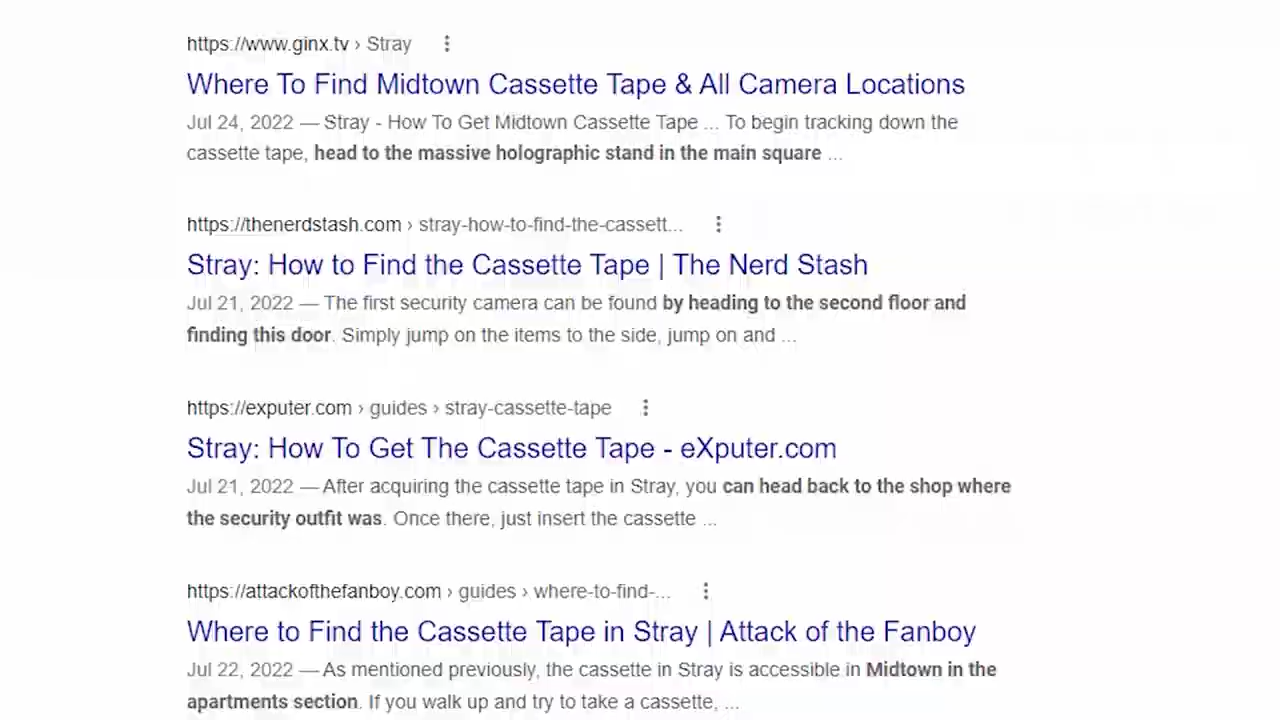 https://www.ginx.tv › Stray
Where To Find Midtown Cassette Tape & All Camera Locations
Jul 24, 2022 — Stray - How To Get Midtown Cassette Tape ... To begin tracking down the
cassette tape, head to the massive holographic stand in the main square ...
https://thenerdstash.com › stray-how-to-find-the-cassett...
Stray: How to Find the Cassette Tape | The Nerd Stash
Jul 21, 2022 — The first security camera can be found by heading to the second floor and
finding this door. Simply jump on the items to the side, jump on and ...
https://exputer.com › guides › stray-cassette-tape
Stray: How To Get The Cassette Tape - eXputer.com
Jul 21, 2022 — After acquiring the cassette tape in Stray, you can head back to the shop where
the security outfit was. Once there, just insert the cassette ...
https://attackofthefanboy.com › guides › where-to-find-...
Where to Find the Cassette Tape in Stray | Attack of the Fanboy
Jul 22, 2022 — As mentioned previously, the cassette in Stray is accessible in Midtown in the
apartments section. If you walk up and try to take a cassette, ...